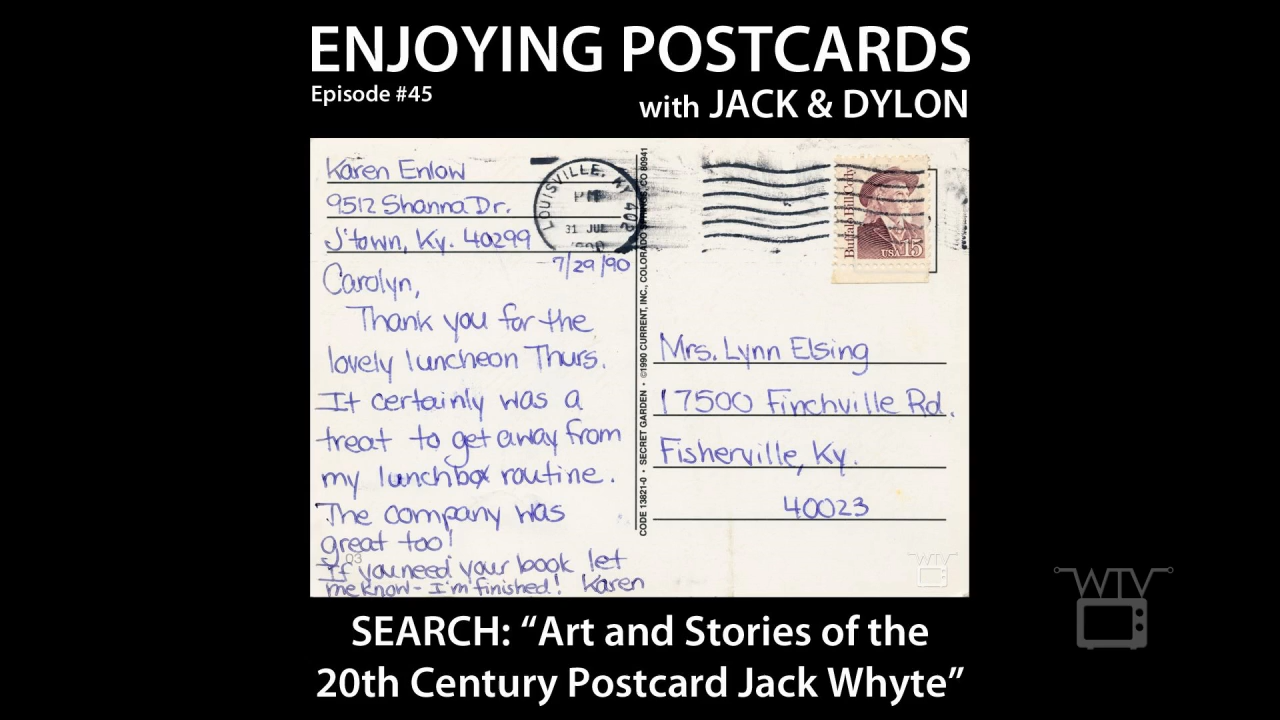 ENJOYING POSTCARDS
Episode #45
with JACK & DYLON
Karen Enlow
9512 Shanna Dr.
J'town, Ky. 40299
7/29/90
LOUISVILLE, KY 402
PM
31 JUL
1990
Carolyn,
Thank you for the
lovely luncheon Thurs.
It certainly was a
treat to get away from
my lunchbox routine.
The company was
great too!
If you need your book let
me know - I'm finished! Karen
CODE 13821-0 • SECRET GARDEN • ©1990 CURRENT, INC., COLORADO SPRINGS, CO 80941
Buffalo Bill Cody
USA 15
Mrs. Lynn Elsing
17500 Finchville Rd.
Fisherville, Ky.
40023
WTV
WTV
SEARCH: “Art and Stories of the
20th Century Postcard Jack Whyte”